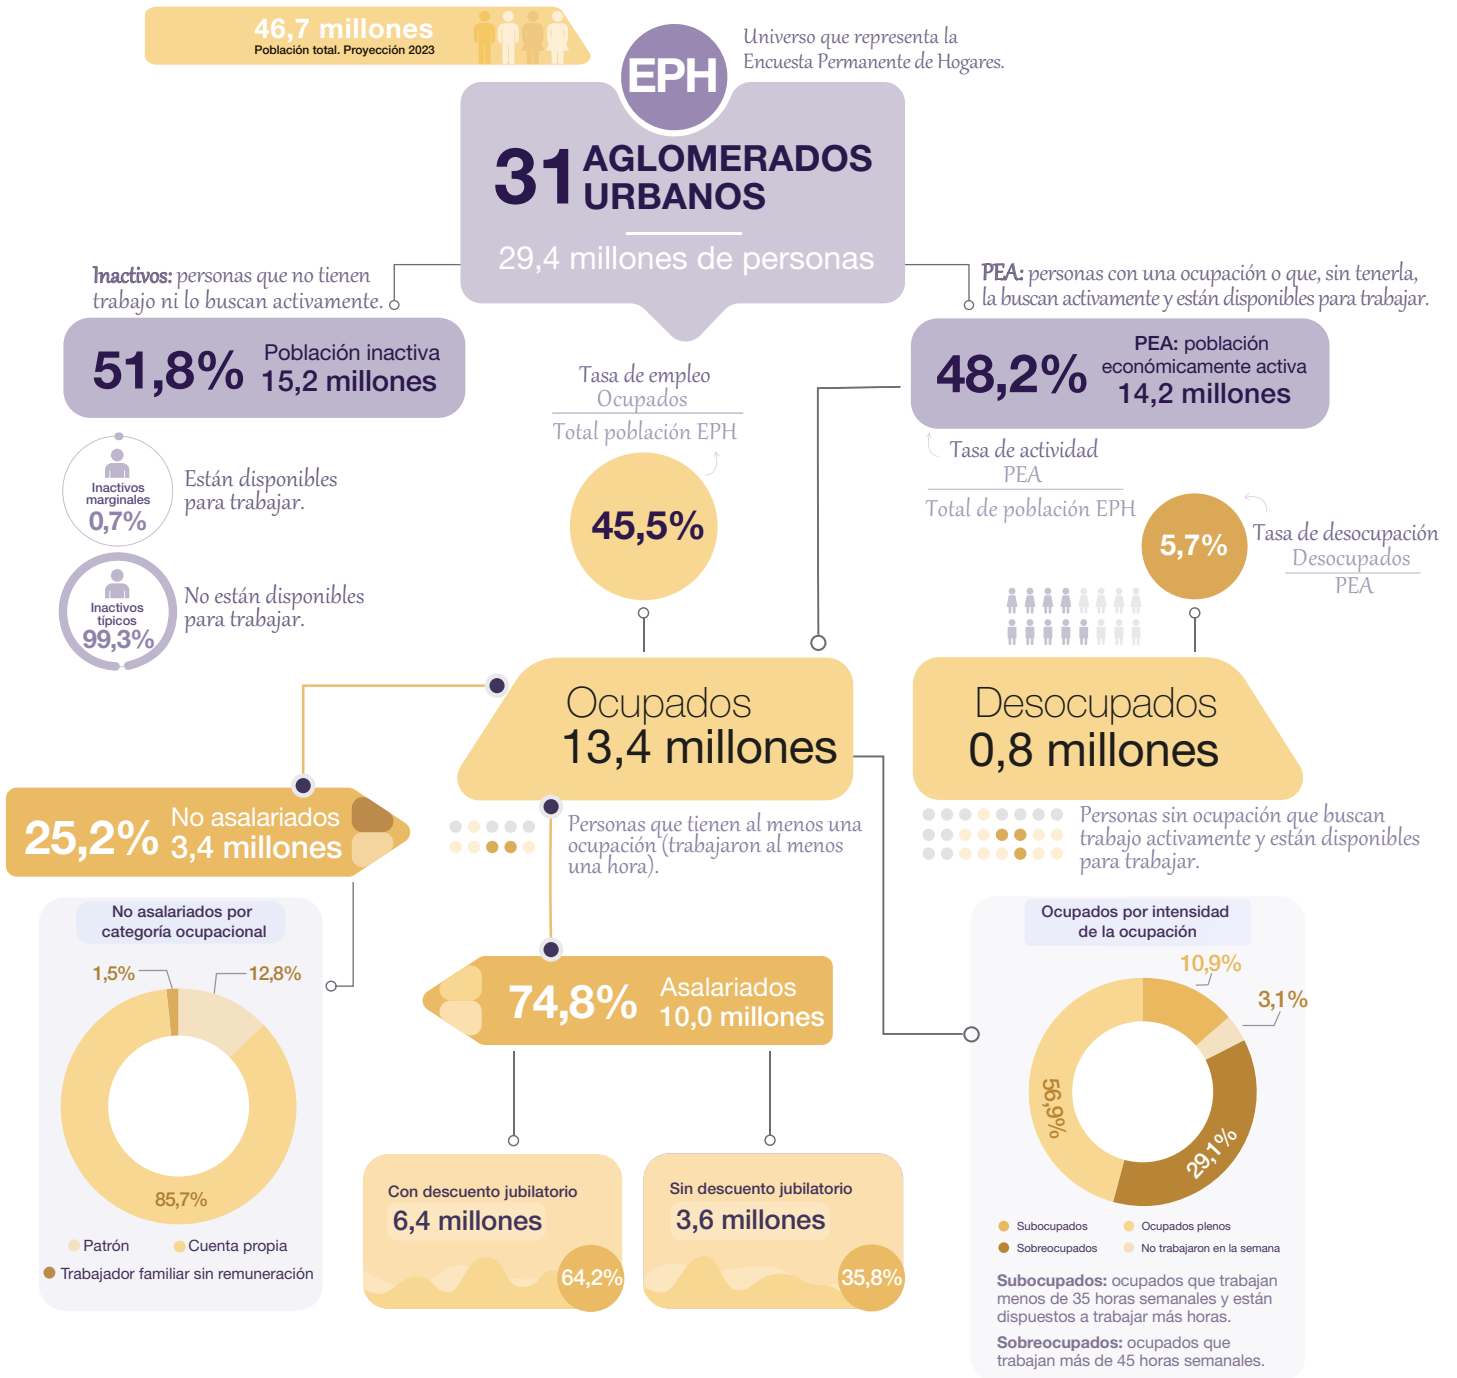 46,7 millones
Población total. Proyección 2023
EPH
Universo que representa la
Encuesta Permanente de Hogares.
31 AGLOMERADOS
URBANOS
29,4 millones de personas
Inactivos: personas que no tienen
trabajo ni lo buscan activamente.
51,8%
Población inactiva
15,2 millones
PEA: personas con una ocupación o que, sin tenerla,
la buscan activamente y están disponibles para trabajar.
48,2%
PEA: población
económicamente activa
14,2 millones
Inactivos
marginales
0,7%
Están disponibles
para trabajar.
Inactivos
típicos
99,3%
No están disponibles
para trabajar.
Tasa de empleo
Ocupados
Total población EPH
45,5%
Tasa de actividad
PEA
Total de población EPH
5,7%
Tasa de desocupación
Desocupados
PEA
Ocupados
13,4 millones
Desocupados
0,8 millones
25,2%
No asalariados
3,4 millones
Personas que tienen al menos una
ocupación (trabajaron al menos
una hora).
Personas sin ocupación que buscan
trabajo activamente y están disponibles
para trabajar.
No asalariados por
categoría ocupacional
1,5%
12,8%
85,7%
Patrón
Cuenta propia
Trabajador familiar sin remuneración
74,8%
Asalariados
10,0 millones
Con descuento jubilatorio
6,4 millones
64,2%
Sin descuento jubilatorio
3,6 millones
35,8%
Ocupados por intensidad
de la ocupación
10,9%
3,1%
56,9%
29,1%
Subocupados
Ocupados plenos
Sobreocupados
No trabajaron en la semana
Subocupados: ocupados que trabajan
menos de 35 horas semanales y están
dispuestos a trabajar más horas.
Sobreocupados: ocupados que
trabajan más de 45 horas semanales.